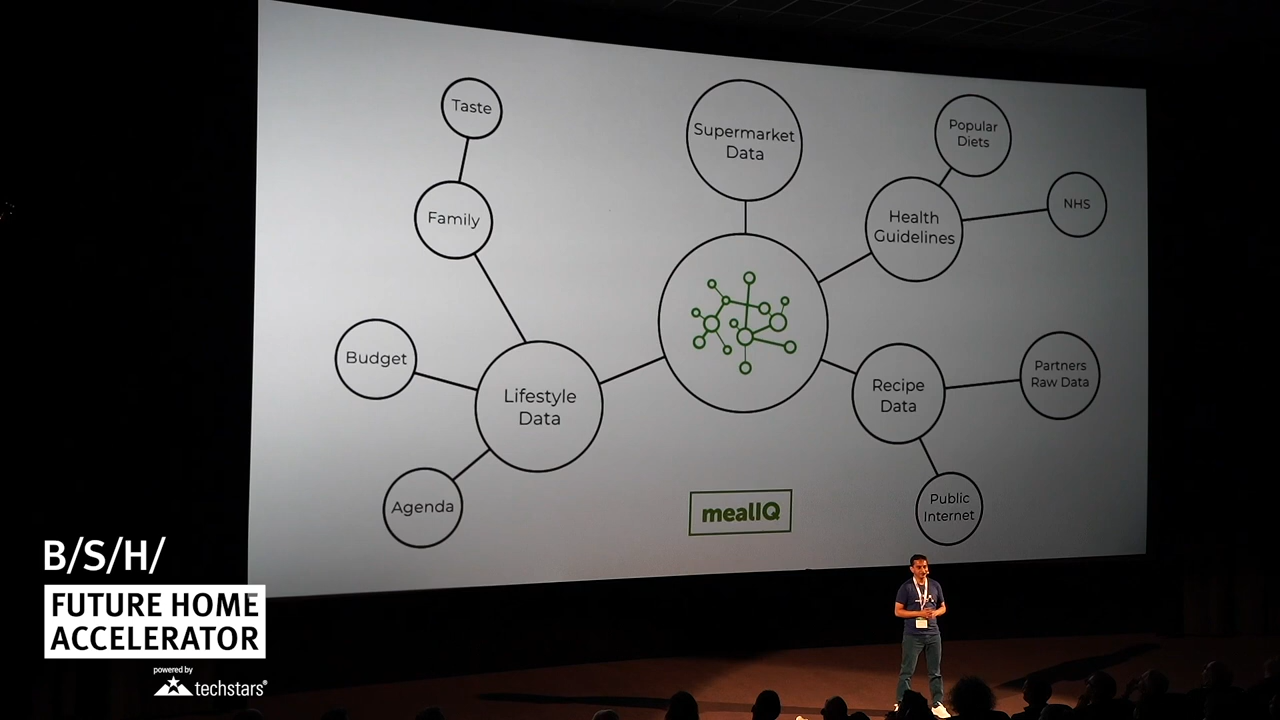 Taste
Family
Budget
Lifestyle
Data
Agenda
Supermarket
Data
Popular
Diets
Health
Guidelines
NHS
Recipe
Data
Partners
Raw Data
Public
Internet
mealIQ
B/S/H/
FUTURE HOME
ACCELERATOR
powered by
techstars®